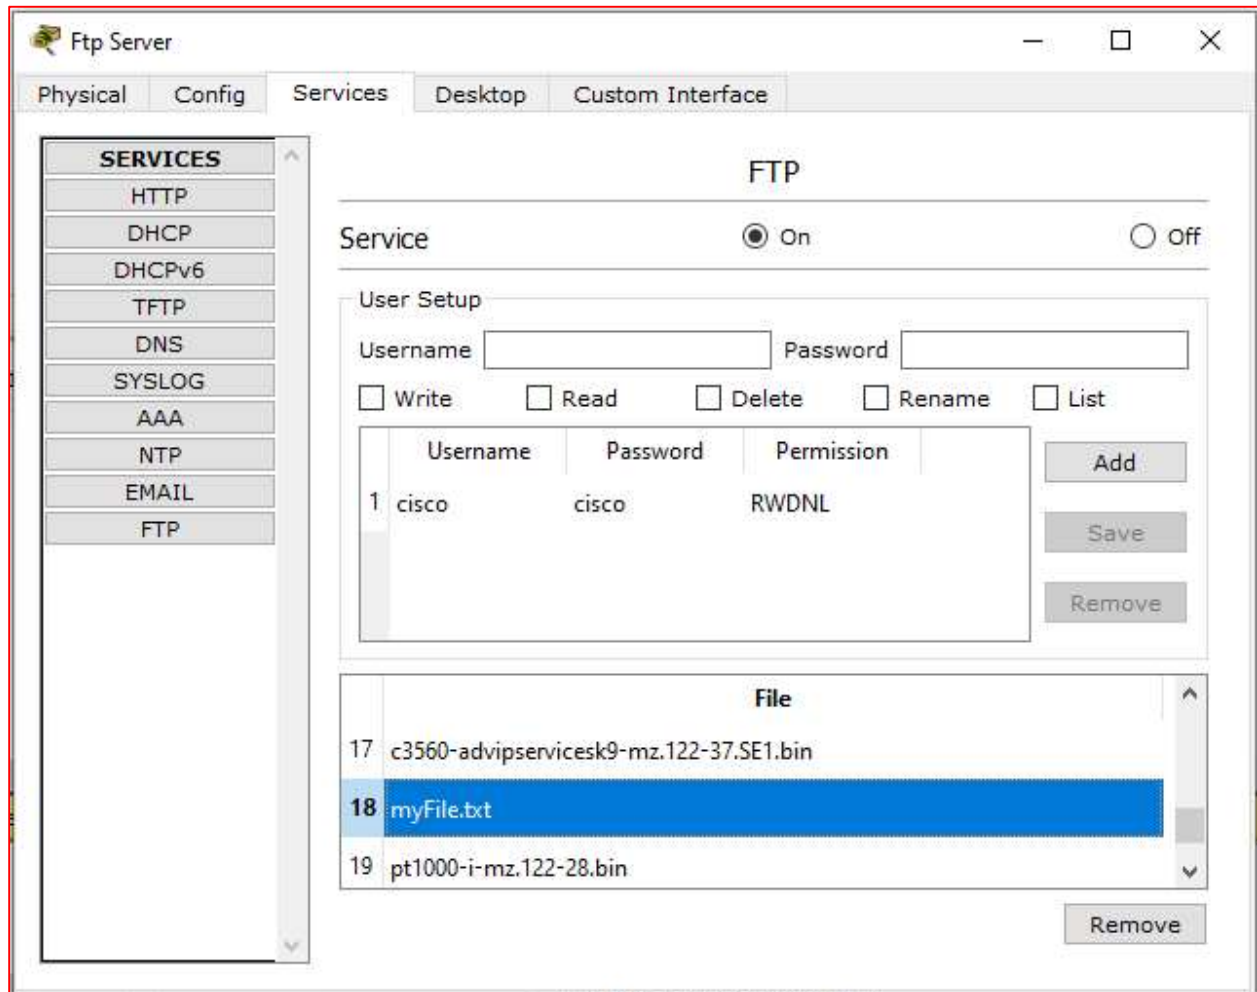 Ftp Server
Physical Config Services Desktop Custom Interface
SERVICES
HTTP
DHCP
DHCPv6
TFTP
DNS
SYSLOG
AAA
NTP
EMAIL
FTP
FTP
Service On Off
User Setup
Username Password
Write Read Delete Rename List
Username Password Permission
1 cisco cisco RWDNL
Add
Save
Remove
File
17 c3560-advipservicesk9-mz.122-37.SE1.bin
18 myFile.txt
19 pt1000-i-mz.122-28.bin
Remove